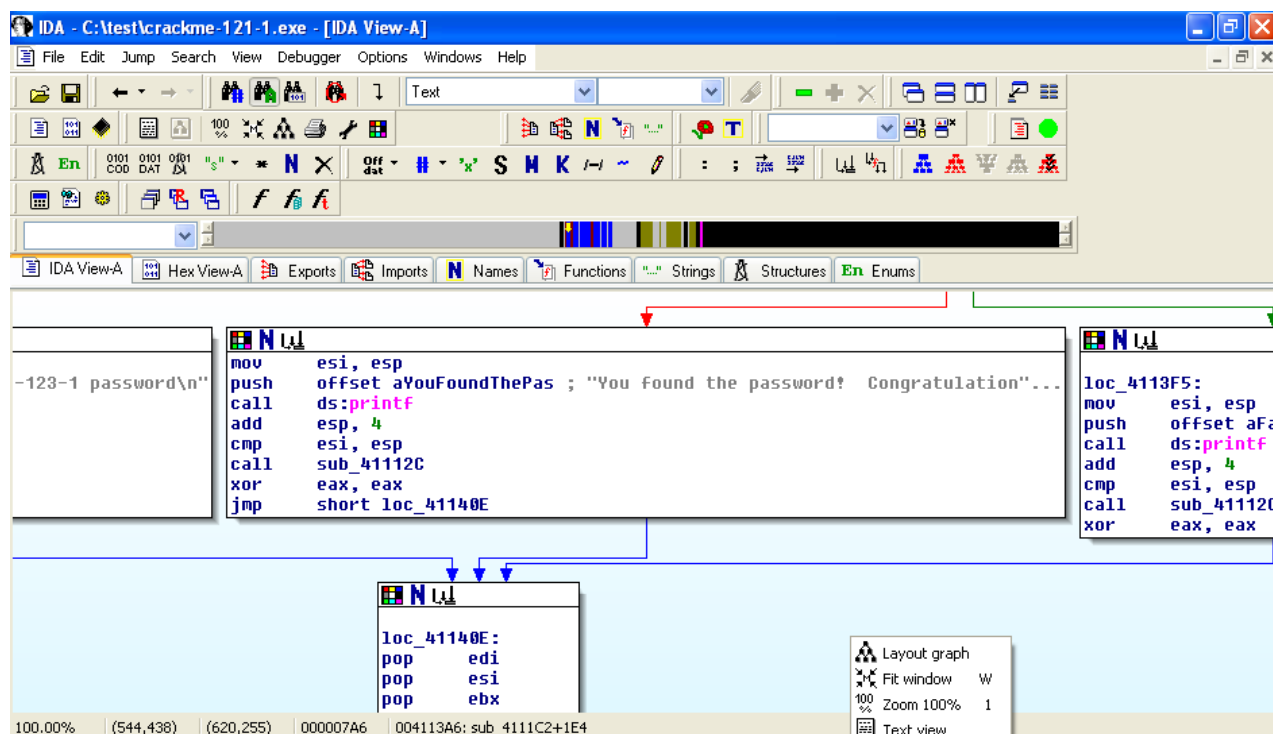 IDA - C:\test\crackme-121-1.exe - [IDA View-A]
File Edit Jump Search View Debugger Options Windows Help
Text
En
Off dat
IDA View-A Hex View-A Exports Imports N Names Functions Strings Structures En Enums
-123-1 password\n"
mov esi, esp
push offset aYouFoundThePas ; "You found the password!  Congratulation"...
call ds:printf
add esp, 4
cmp esi, esp
call sub_41112C
xor eax, eax
jmp short loc_41140E
loc_4113F5:
mov esi, esp
push offset aFa
call ds:printf
add esp, 4
cmp esi, esp
call sub_41112C
xor eax, eax
loc_41140E:
pop edi
pop esi
pop ebx
Layout graph
Fit window W
Zoom 100% 1
Text view
100.00% (544,438) (620,255) 000007A6 004113A6: sub_4111C2+1E4